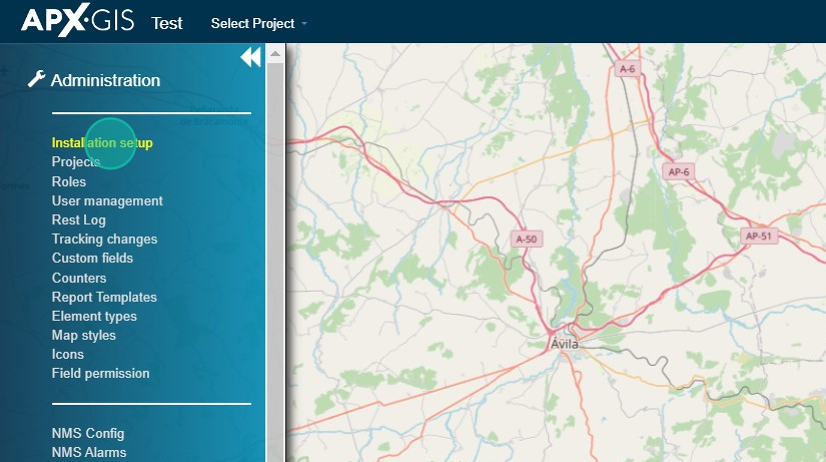 APX·GIS Test Select Project
Administration
Installation setup
Projects
Roles
User management
Rest Log
Tracking changes
Custom fields
Counters
Report Templates
Element types
Map styles
Icons
Field permission
NMS Config
NMS Alarms
A-6
AP-6
A-50
AP-51
Ávila